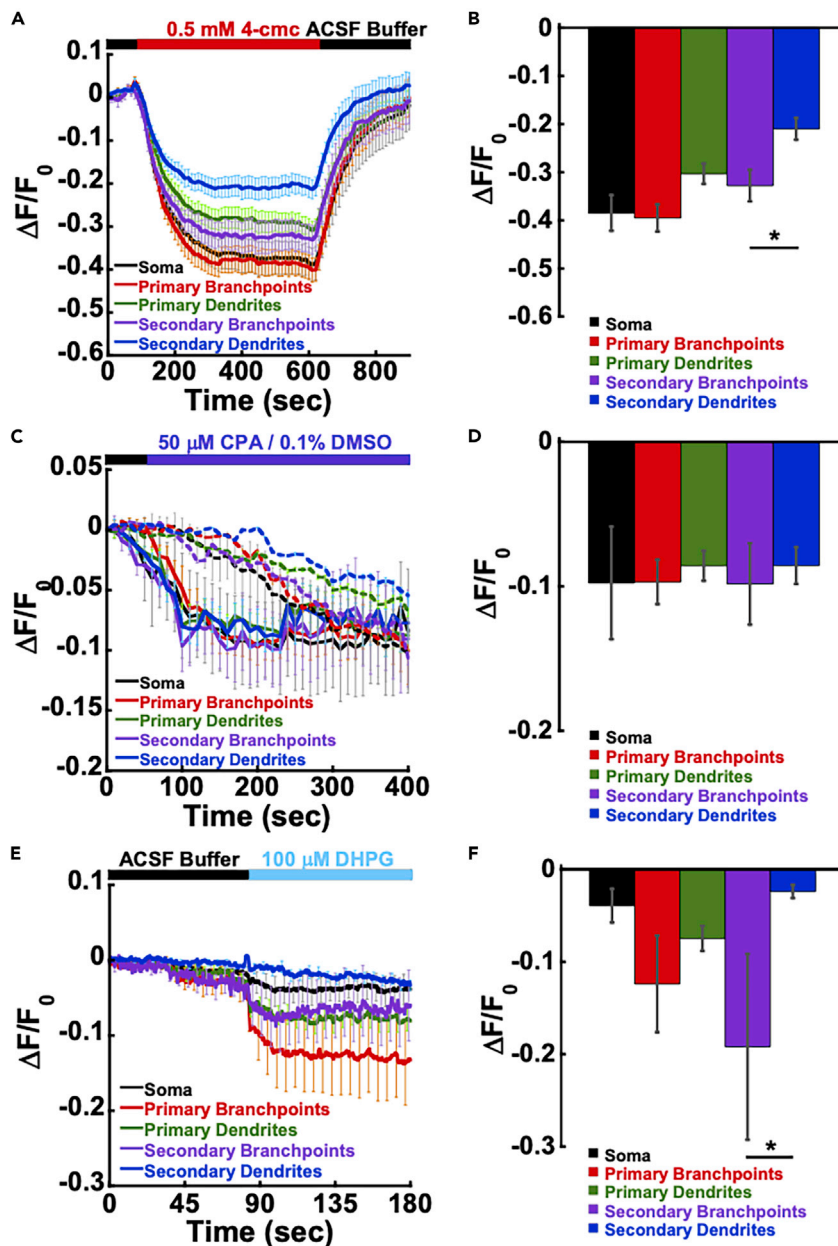 A
0.5 mM 4-cmc ACSF Buffer
0.1
0
-0.1
-0.2
-0.3
-0.4
-0.5
-0.6
ΔF/F0
Soma
Primary Branchpoints
Primary Dendrites
Secondary Branchpoints
Secondary Dendrites
0 200 400 600 800
Time (sec)
B
0
-0.1
-0.2
-0.3
-0.4
-0.5
-0.6
ΔF/F0
*
Soma
Primary Branchpoints
Primary Dendrites
Secondary Branchpoints
Secondary Dendrites
C
50 μM CPA / 0.1% DMSO
0.05
0
-0.05
-0.1
-0.15
-0.2
ΔF/F0
Soma
Primary Branchpoints
Primary Dendrites
Secondary Branchpoints
Secondary Dendrites
0 100 200 300 400
Time (sec)
D
0
-0.1
-0.2
ΔF/F0
Soma
Primary Branchpoints
Primary Dendrites
Secondary Branchpoints
Secondary Dendrites
E
ACSF Buffer 100 μM DHPG
0.1
0
-0.1
-0.2
-0.3
ΔF/F0
Soma
Primary Branchpoints
Primary Dendrites
Secondary Branchpoints
Secondary Dendrites
0 45 90 135 180
Time (sec)
F
0
-0.1
-0.2
-0.3
ΔF/F0
*
Soma
Primary Branchpoints
Primary Dendrites
Secondary Branchpoints
Secondary Dendrites